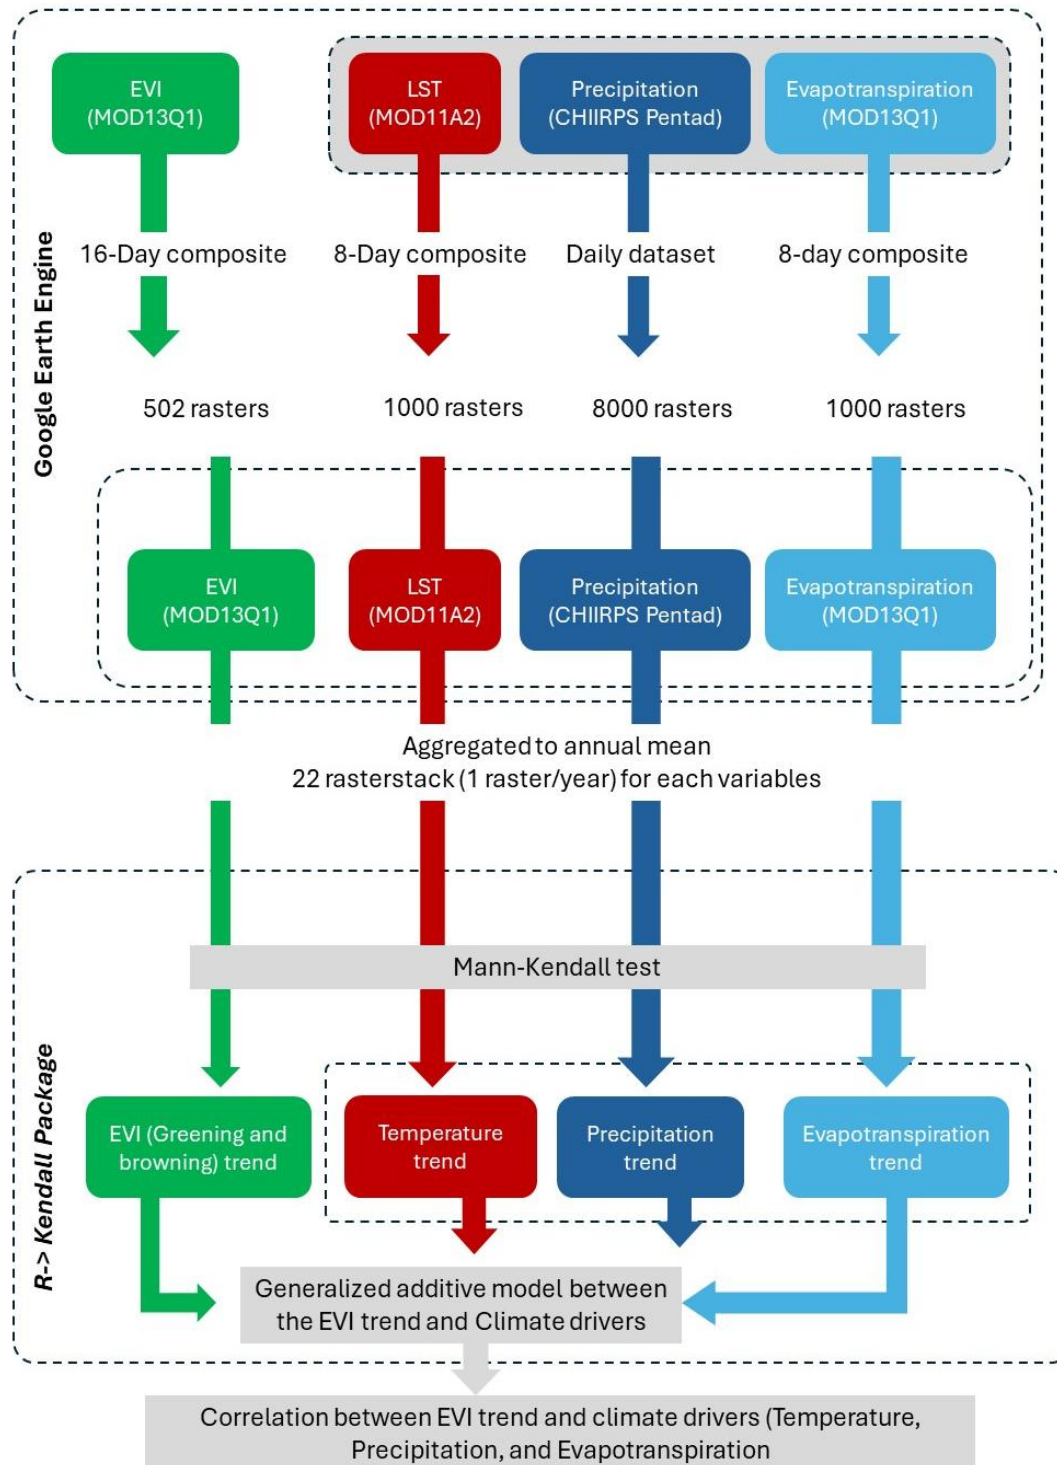 EVI
(MOD13Q1)
LST
(MOD11A2)
Precipitation
(CHIIRPS Pentad)
Evapotranspiration
(MOD13Q1)
16-Day composite
8-Day composite
Daily dataset
8-day composite
Google Earth Engine
502 rasters
1000 rasters
8000 rasters
1000 rasters
EVI
(MOD13Q1)
LST
(MOD11A2)
Precipitation
(CHIIRPS Pentad)
Evapotranspiration
(MOD13Q1)
Aggregated to annual mean
22 rasterstack (1 raster/year) for each variables
Mann-Kendall test
R-> Kendall Package
EVI (Greening and
browning) trend
Temperature
trend
Precipitation
trend
Evapotranspiration
trend
Generalized additive model between
the EVI trend and Climate drivers
Correlation between EVI trend and climate drivers (Temperature,
Precipitation, and Evapotranspiration